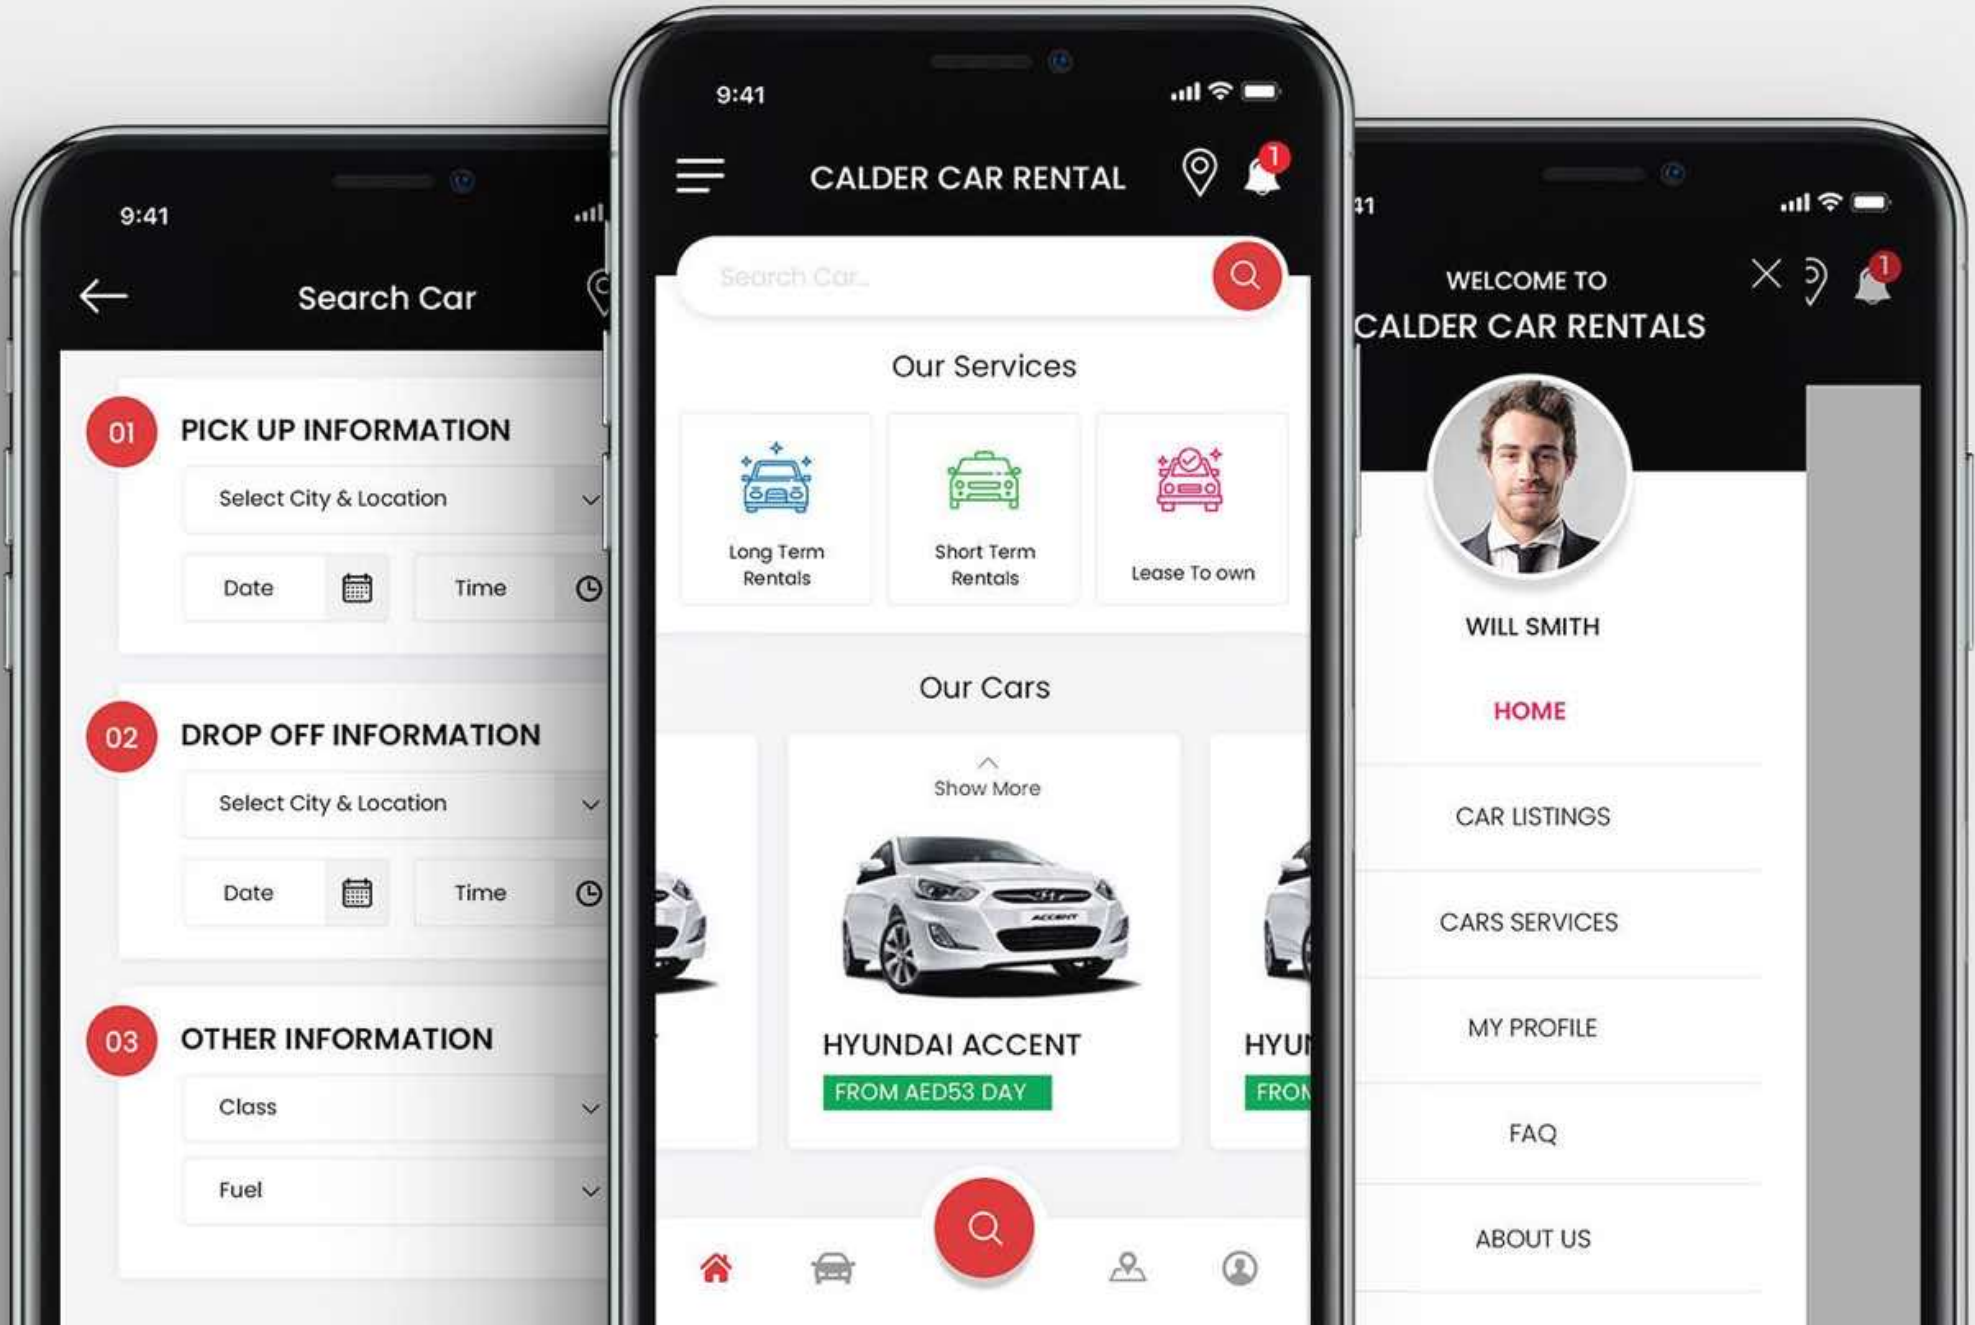 9:41
Search Car
01
PICK UP INFORMATION
Select City & Location
Date
Time
02
DROP OFF INFORMATION
Select City & Location
Date
Time
03
OTHER INFORMATION
Class
Fuel
9:41
CALDER CAR RENTAL
1
Search Car...
Our Services
Long Term
Rentals
Short Term
Rentals
Lease To own
Our Cars
Show More
ACCENT
HYUNDAI ACCENT
FROM AED53 DAY
HYUN
FROM
41
1
WELCOME TO
CALDER CAR RENTALS
WILL SMITH
HOME
CAR LISTINGS
CARS SERVICES
MY PROFILE
FAQ
ABOUT US